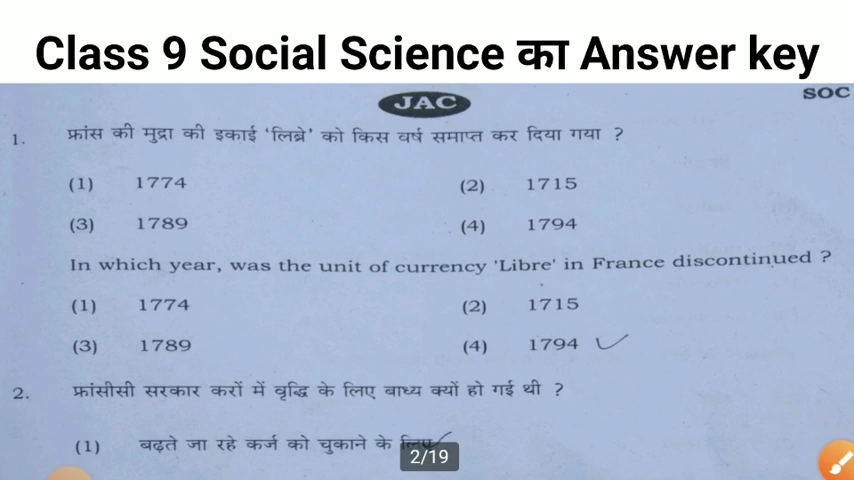 Class 9 Social Science का Answer key
JAC
SOC
1. फ्रांस की मुद्रा की इकाई 'लिब्रे' को किस वर्ष समाप्त कर दिया गया ?
(1) 1774 (2) 1715
(3) 1789 (4) 1794
In which year, was the unit of currency 'Libre' in France discontinued ?
(1) 1774 (2) 1715
(3) 1789 (4) 1794
2. फ्रांसीसी सरकार करों में वृद्धि के लिए बाध्य क्यों हो गई थी ?
(1) बढ़ते जा रहे कर्ज को चुकाने के लिए
2/19